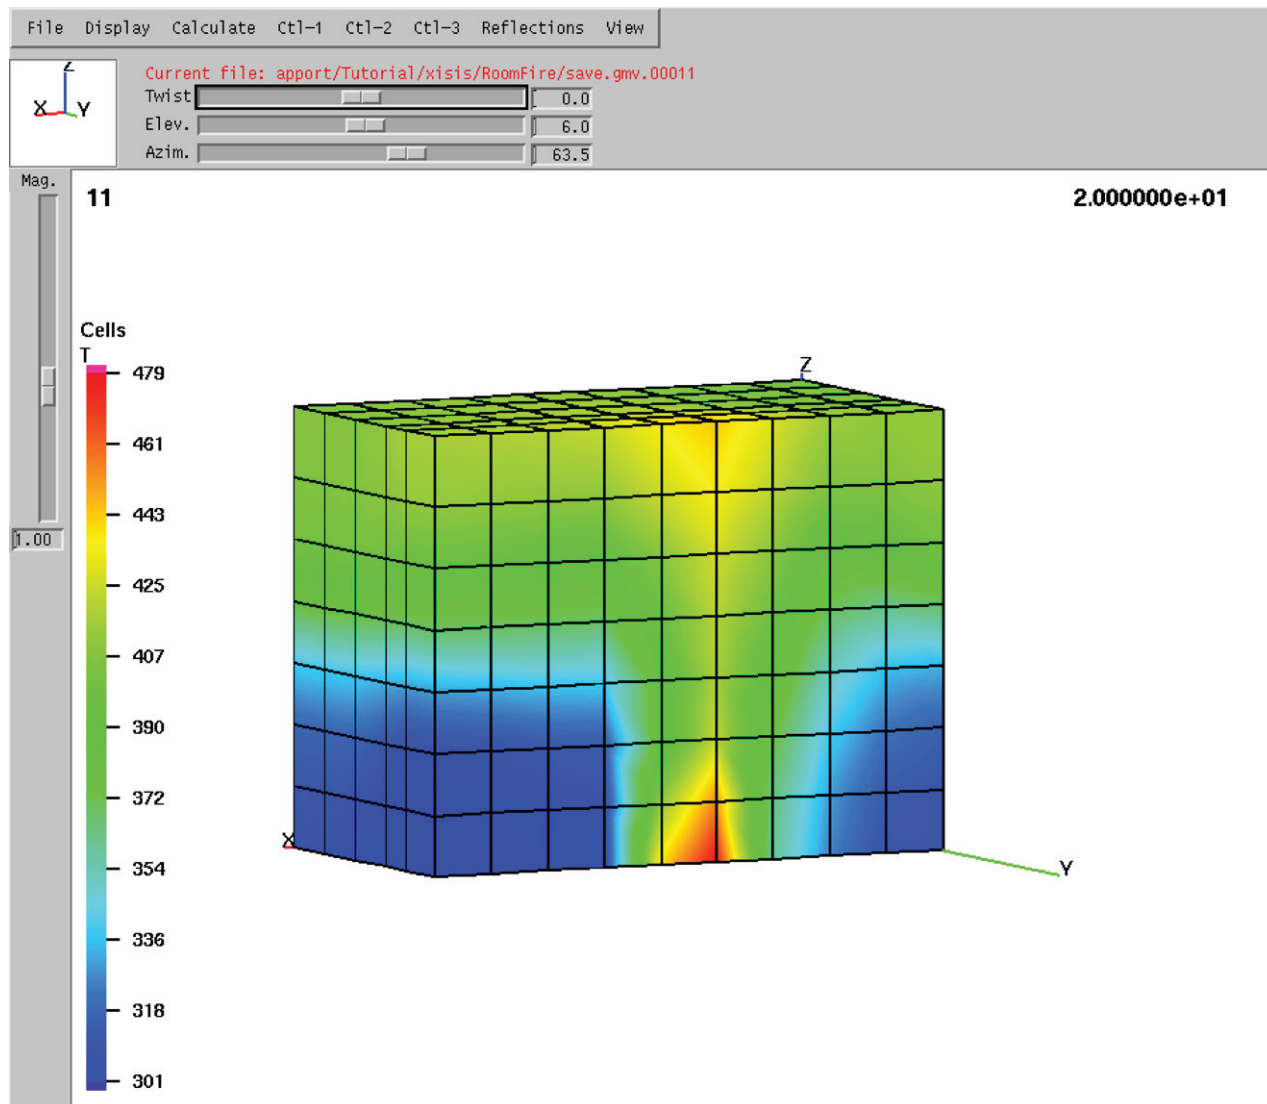 File Display Calculate Ctl-1 Ctl-2 Ctl-3 Reflections View
Z
X Y
Current file: apport/Tutorial/xisis/RoomFire/save.gmv.00011
Twist 0.0
Elev. 6.0
Azim. 63.5
Mag.
1.00
11 2.000000e+01
Cells
T
479
461
443
425
407
390
372
354
336
318
301
Z
X
Y